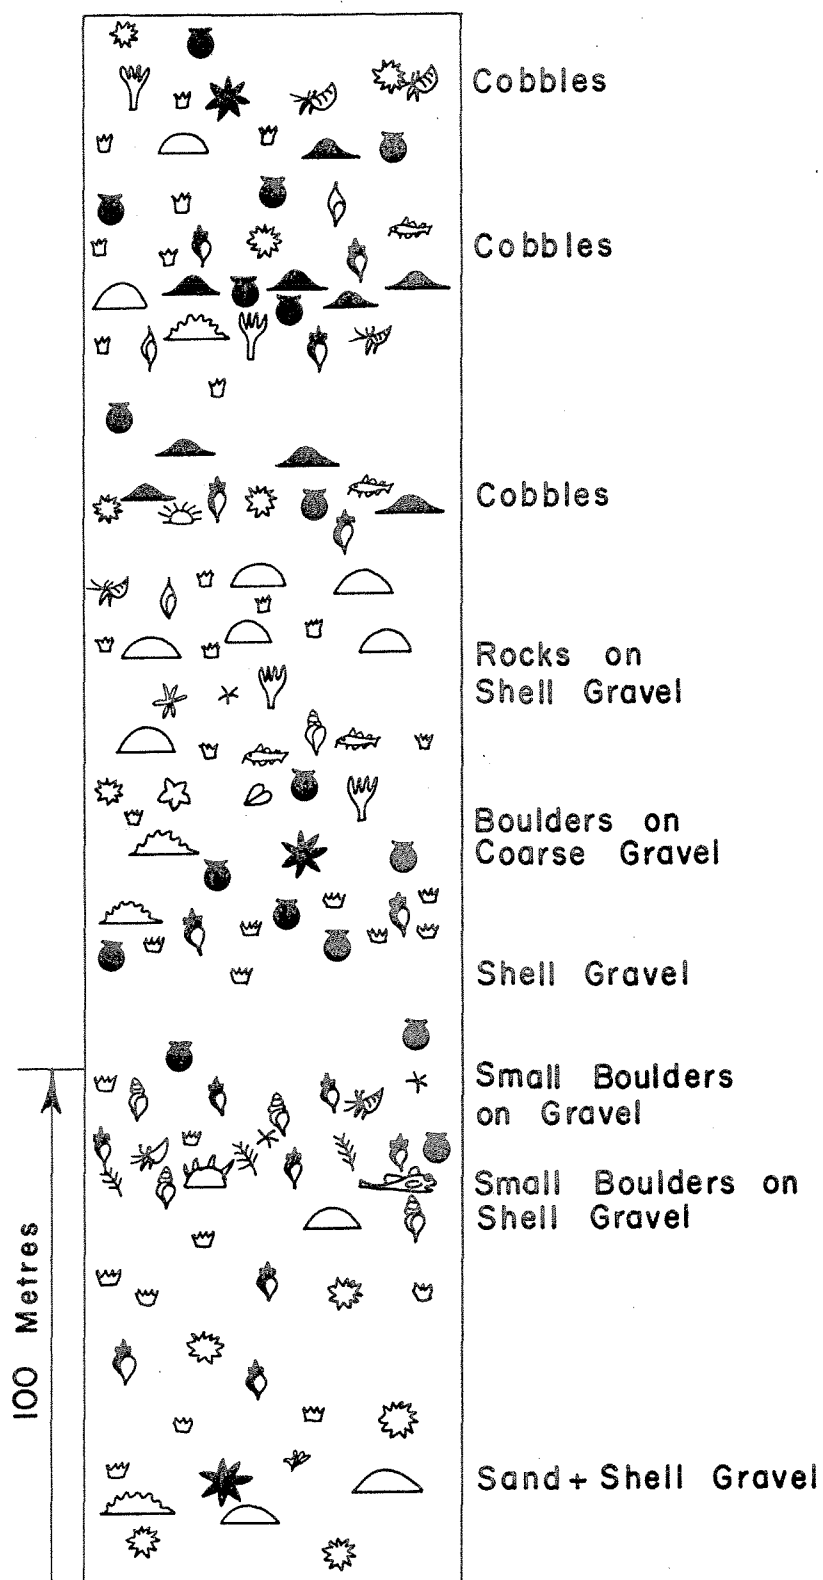 Cobbles
Cobbles
Cobbles
Rocks on
Shell Gravel
Boulders on
Coarse Gravel
Shell Gravel
Small Boulders
on Gravel
Small Boulders on
Shell Gravel
100 Metres
Sand + Shell Gravel